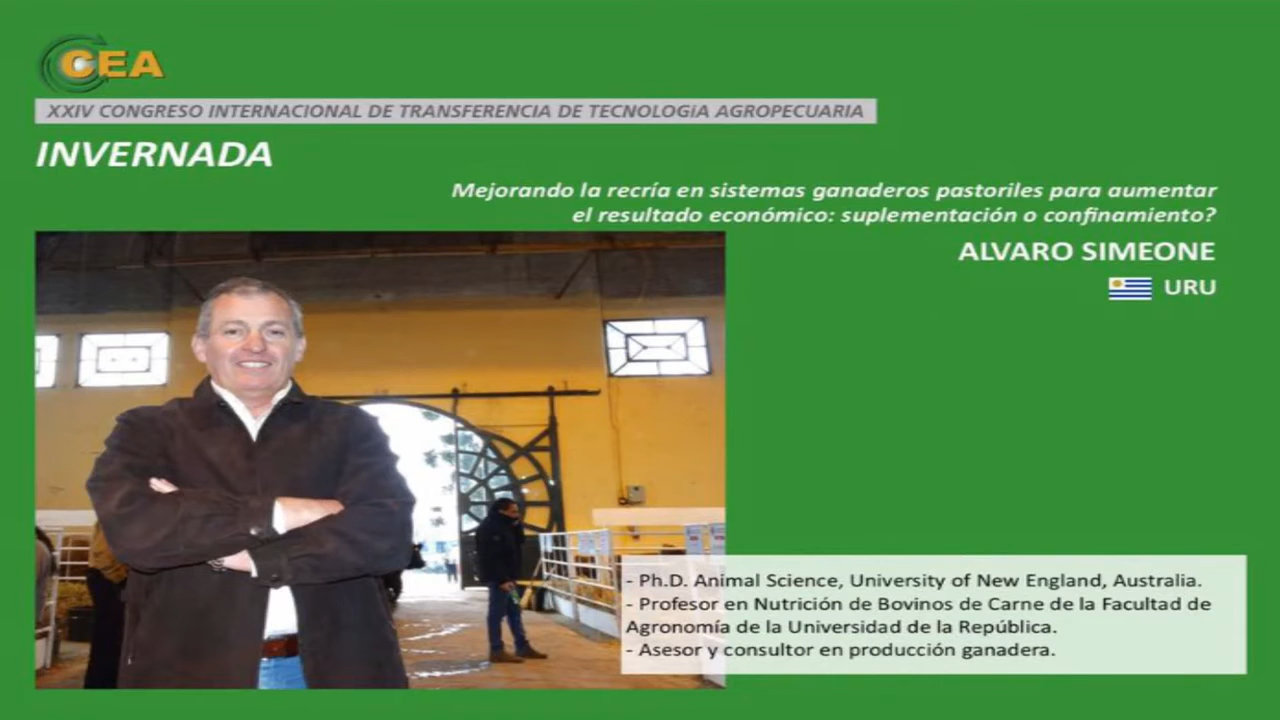 CEA
XXIV CONGRESO INTERNACIONAL DE TRANSFERENCIA DE TECNOLOGíA AGROPECUARIA
INVERNADA
Mejorando la recría en sistemas ganaderos pastoriles para aumentar
el resultado económico: suplementación o confinamiento?
ALVARO SIMEONE
URU
- Ph.D. Animal Science, University of New England, Australia.
- Profesor en Nutrición de Bovinos de Carne de la Facultad de
Agronomía de la Universidad de la República.
- Asesor y consultor en producción ganadera.